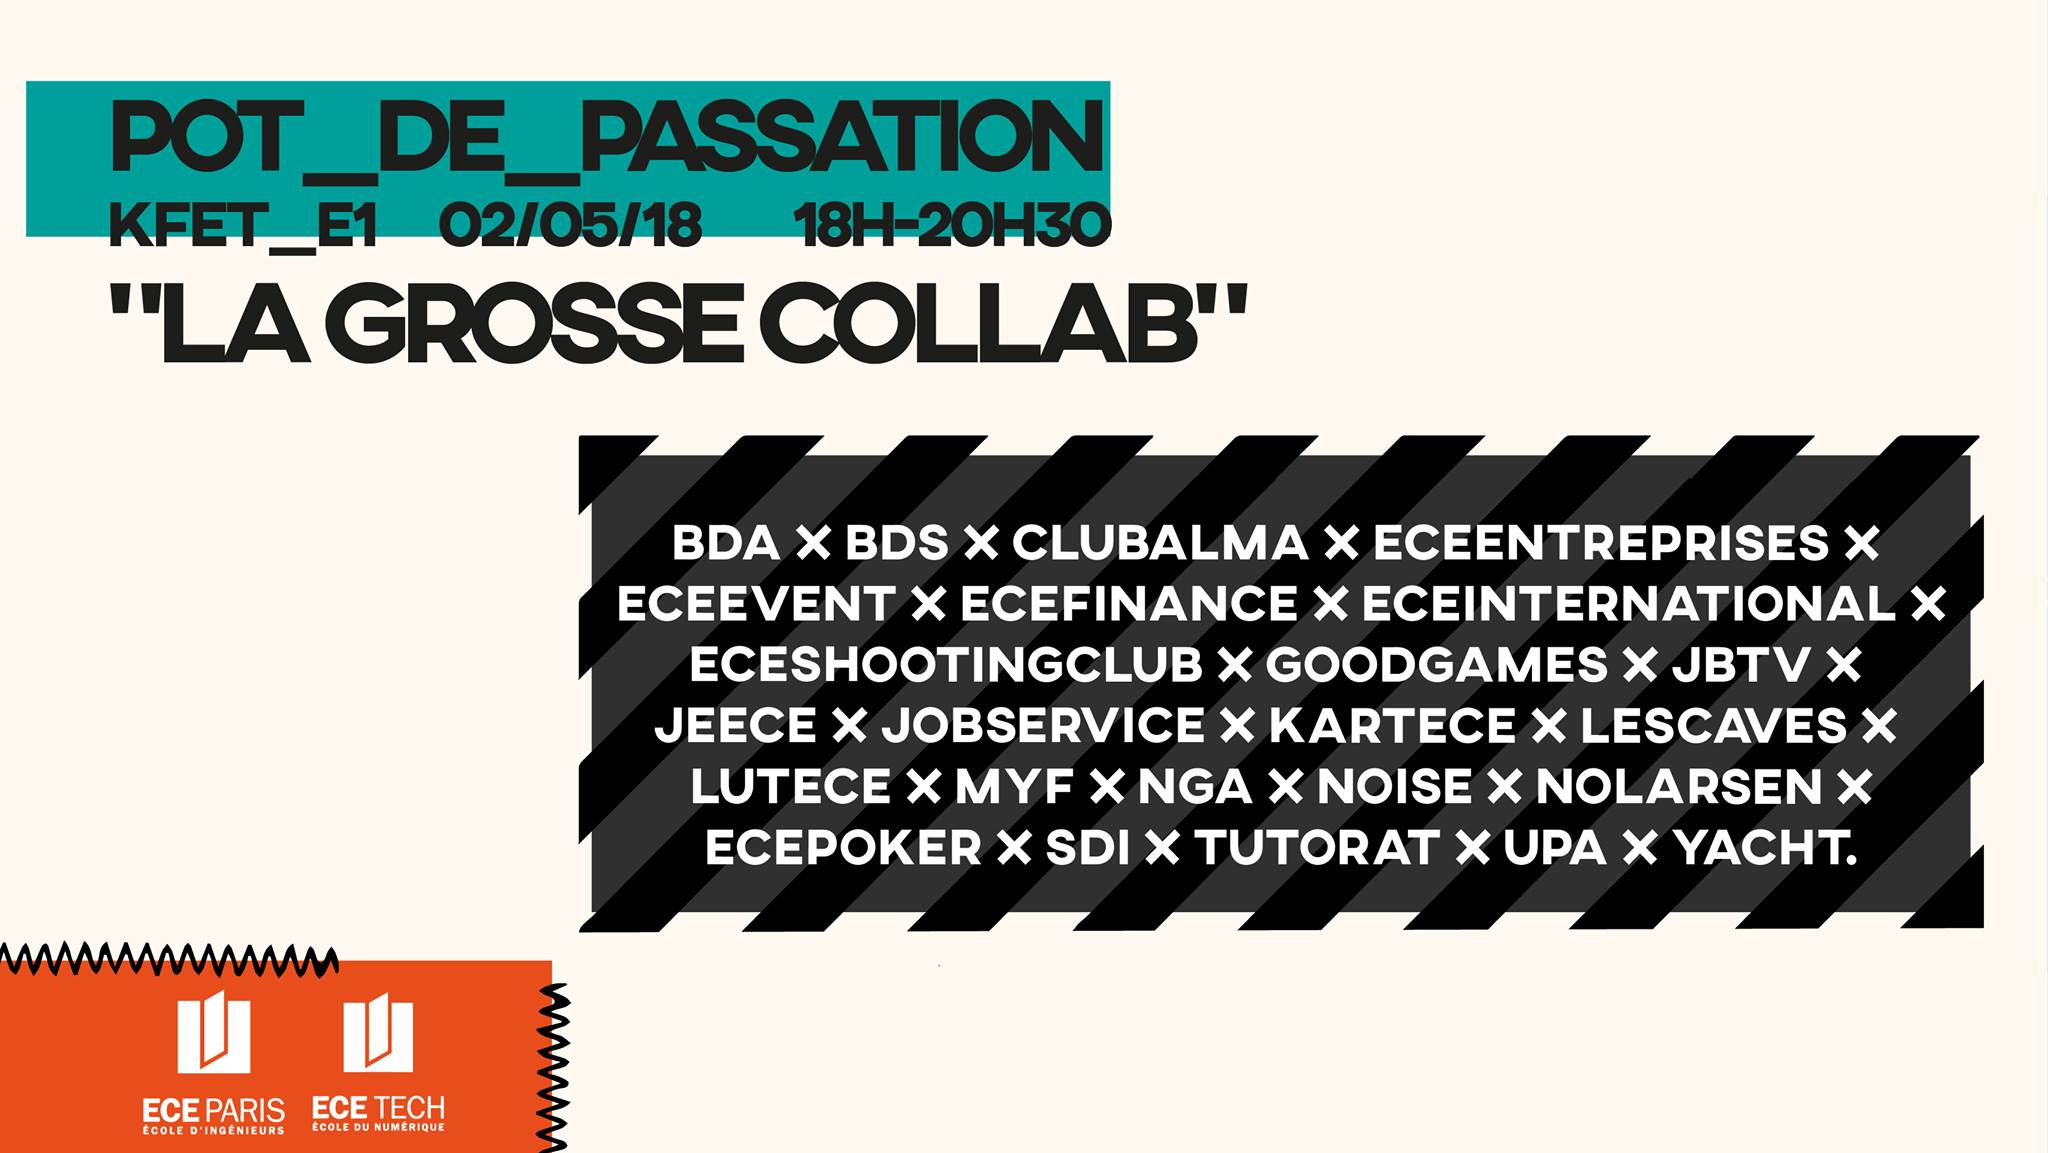 POT_DE_PASSATION
KFET_E1 02/05/18 18H-20H30
"LA GROSSE COLLAB"
BDA X BDS X CLUBALMA X ECEENTREPRISES X
ECEEVENT X ECEFINANCE X ECEINTERNATIONAL X
ECESHOOTINGCLUB X GOODGAMES X JBTV X
JEECE X JOBSERVICE X KARTECE X LESCAVES X
LUTECE X MYF X NGA X NOISE X NOLARSEN X
ECEPOKER X SDI X TUTORAT X UPA X YACHT.
ECE PARIS
ÉCOLE D'INGÉNIEURS
ECE TECH
ÉCOLE DU NUMÉRIQUE